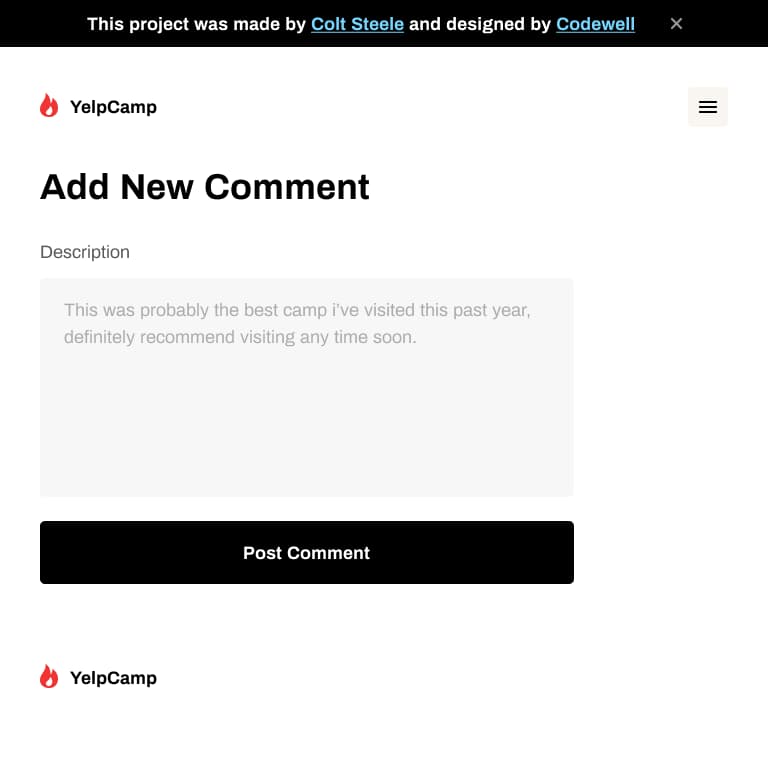 This project was made by Colt Steele and designed by Codewell
YelpCamp
Add New Comment
Description
This was probably the best camp i’ve visited this past year,
definitely recommend visiting any time soon.
Post Comment
YelpCamp